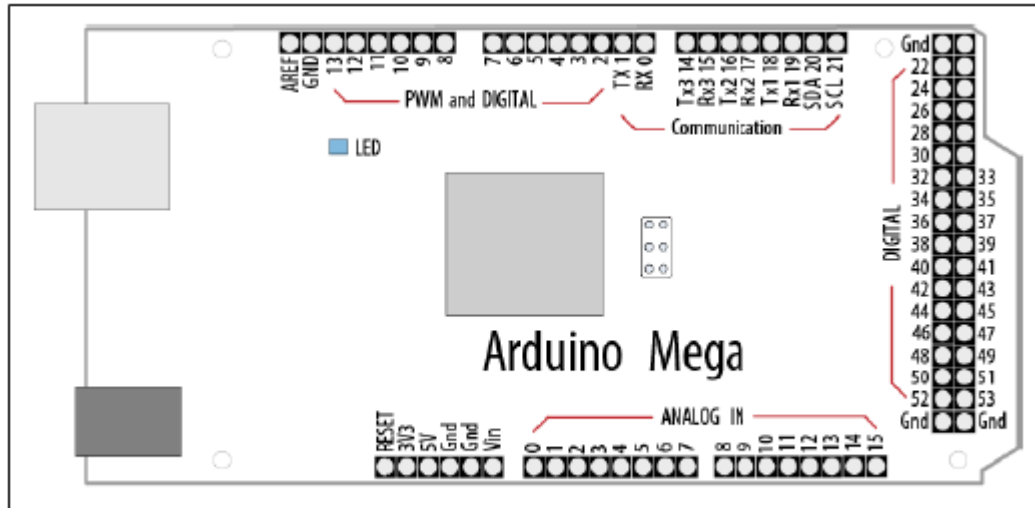 AREF GND 13 12 11 10 9 8 7 6 5 4 3 2 TX 1 RX 0 Tx3 14 Rx3 15 Tx2 16 Rx2 17 Tx1 18 Rx1 19 SDA 20 SCL 21
PWM and DIGITAL
Communication
LED
Gnd
22
24
26
28
30
32 33
34 35
36 37
38 39
40 41
42 43
44 45
46 47
48 49
50 51
52 53
Gnd Gnd
DIGITAL
Arduino Mega
ANALOG IN
RESET 3V3 5V Gnd Gnd Vin 0 1 2 3 4 5 6 7 8 9 10 11 12 13 14 15